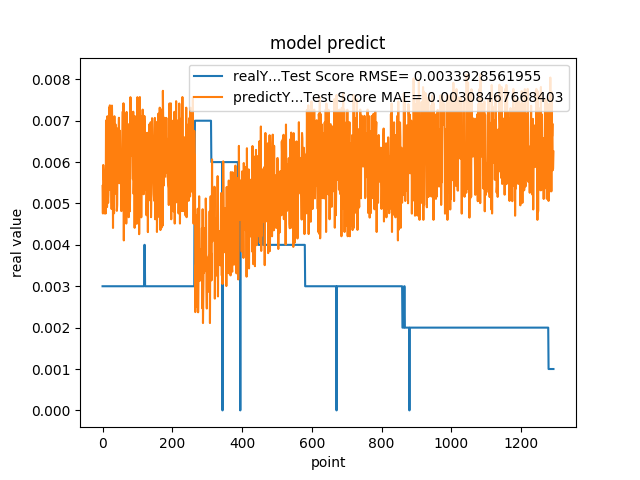 model predict
realY...Test Score RMSE= 0.0033928561955
predictY...Test Score MAE= 0.00308467668403
0.008
0.007
0.006
0.005
0.004
0.003
0.002
0.001
0.000
real value
0 200 400 600 800 1000 1200
point